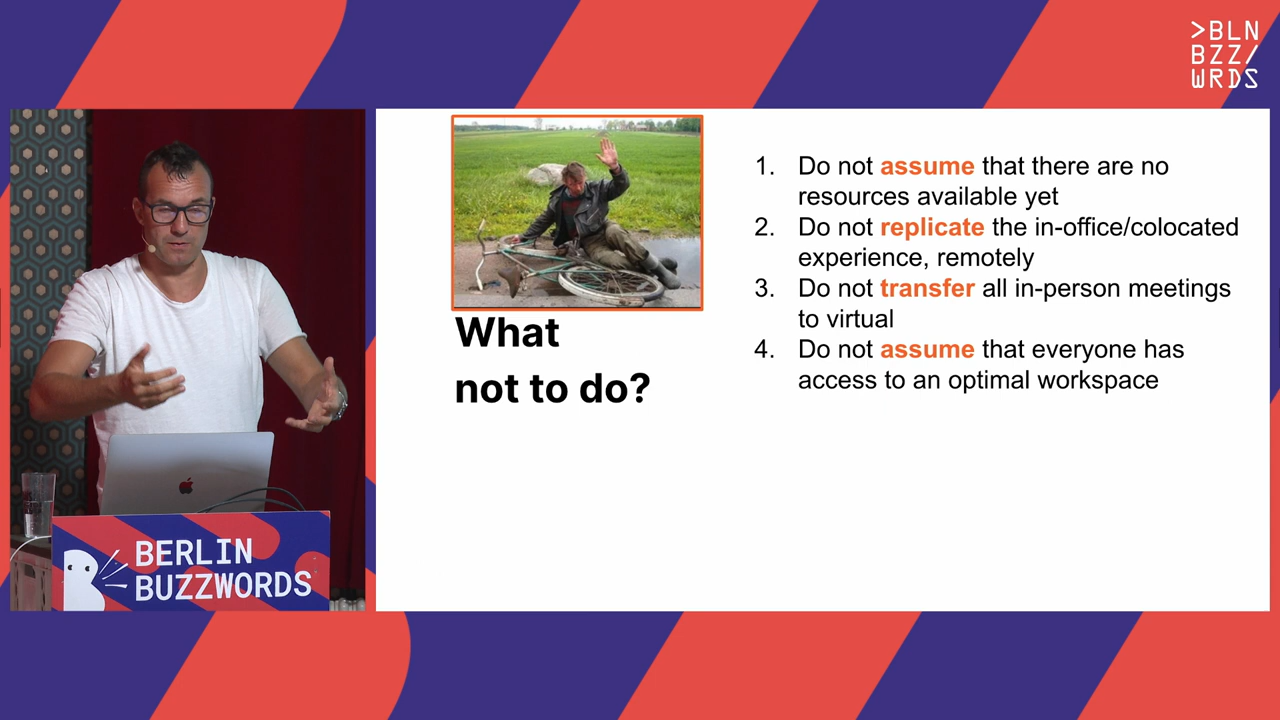 >BLN
BZZ/
WRDS
What
not to do?
1. Do not assume that there are no
resources available yet
2. Do not replicate the in-office/colocated
experience, remotely
3. Do not transfer all in-person meetings
to virtual
4. Do not assume that everyone has
access to an optimal workspace
BERLIN
BUZZWORDS